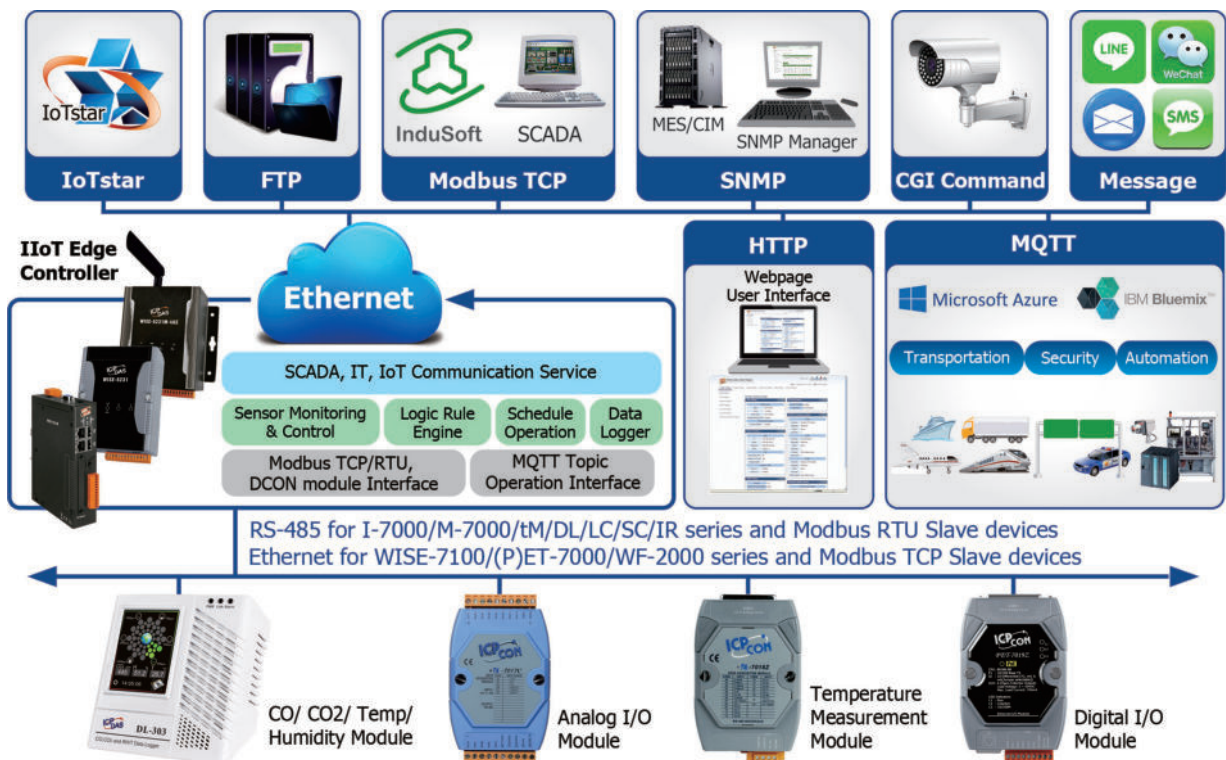 IoTstar
InduSoft
SCADA
MES/CIM
SNMP Manager
LINE
WeChat
SMS
IoTstar
FTP
Modbus TCP
SNMP
CGI Command
Message
IIoT Edge
Controller
Ethernet
SCADA, IT, IoT Communication Service
Sensor Monitoring
& Control
Logic Rule
Engine
Schedule
Operation
Data
Logger
Modbus TCP/RTU,
DCON module Interface
MQTT Topic
Operation Interface
HTTP
Webpage
User Interface
MQTT
Microsoft Azure
IBM Bluemix™
Transportation
Security
Automation
RS-485 for I-7000/M-7000/tM/DL/LC/SC/IR series and Modbus RTU Slave devices
Ethernet for WISE-7100/(P)ET-7000/WF-2000 series and Modbus TCP Slave devices
ICP DAS
DL-303
CO/CO2/ Temp/
Humidity Module
ICP CON
Analog I/O
Module
ICP CON
Temperature
Measurement
Module
ICP CON
Digital I/O
Module